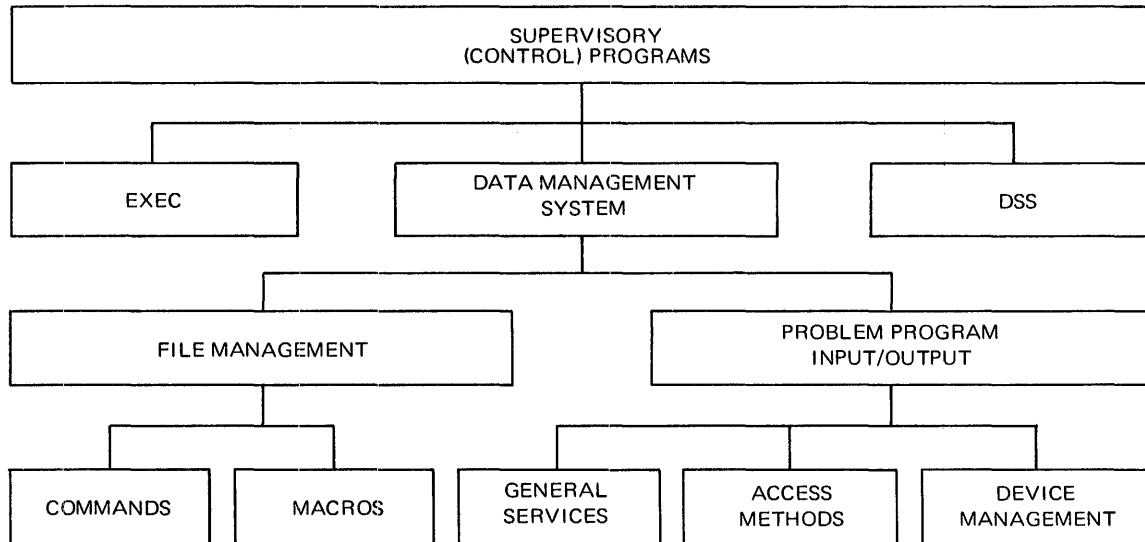 SUPERVISORY
(CONTROL) PROGRAMS
EXEC
DATA MANAGEMENT
SYSTEM
DSS
FILE MANAGEMENT
PROBLEM PROGRAM
INPUT/OUTPUT
COMMANDS
MACROS
GENERAL
SERVICES
ACCESS
METHODS
DEVICE
MANAGEMENT